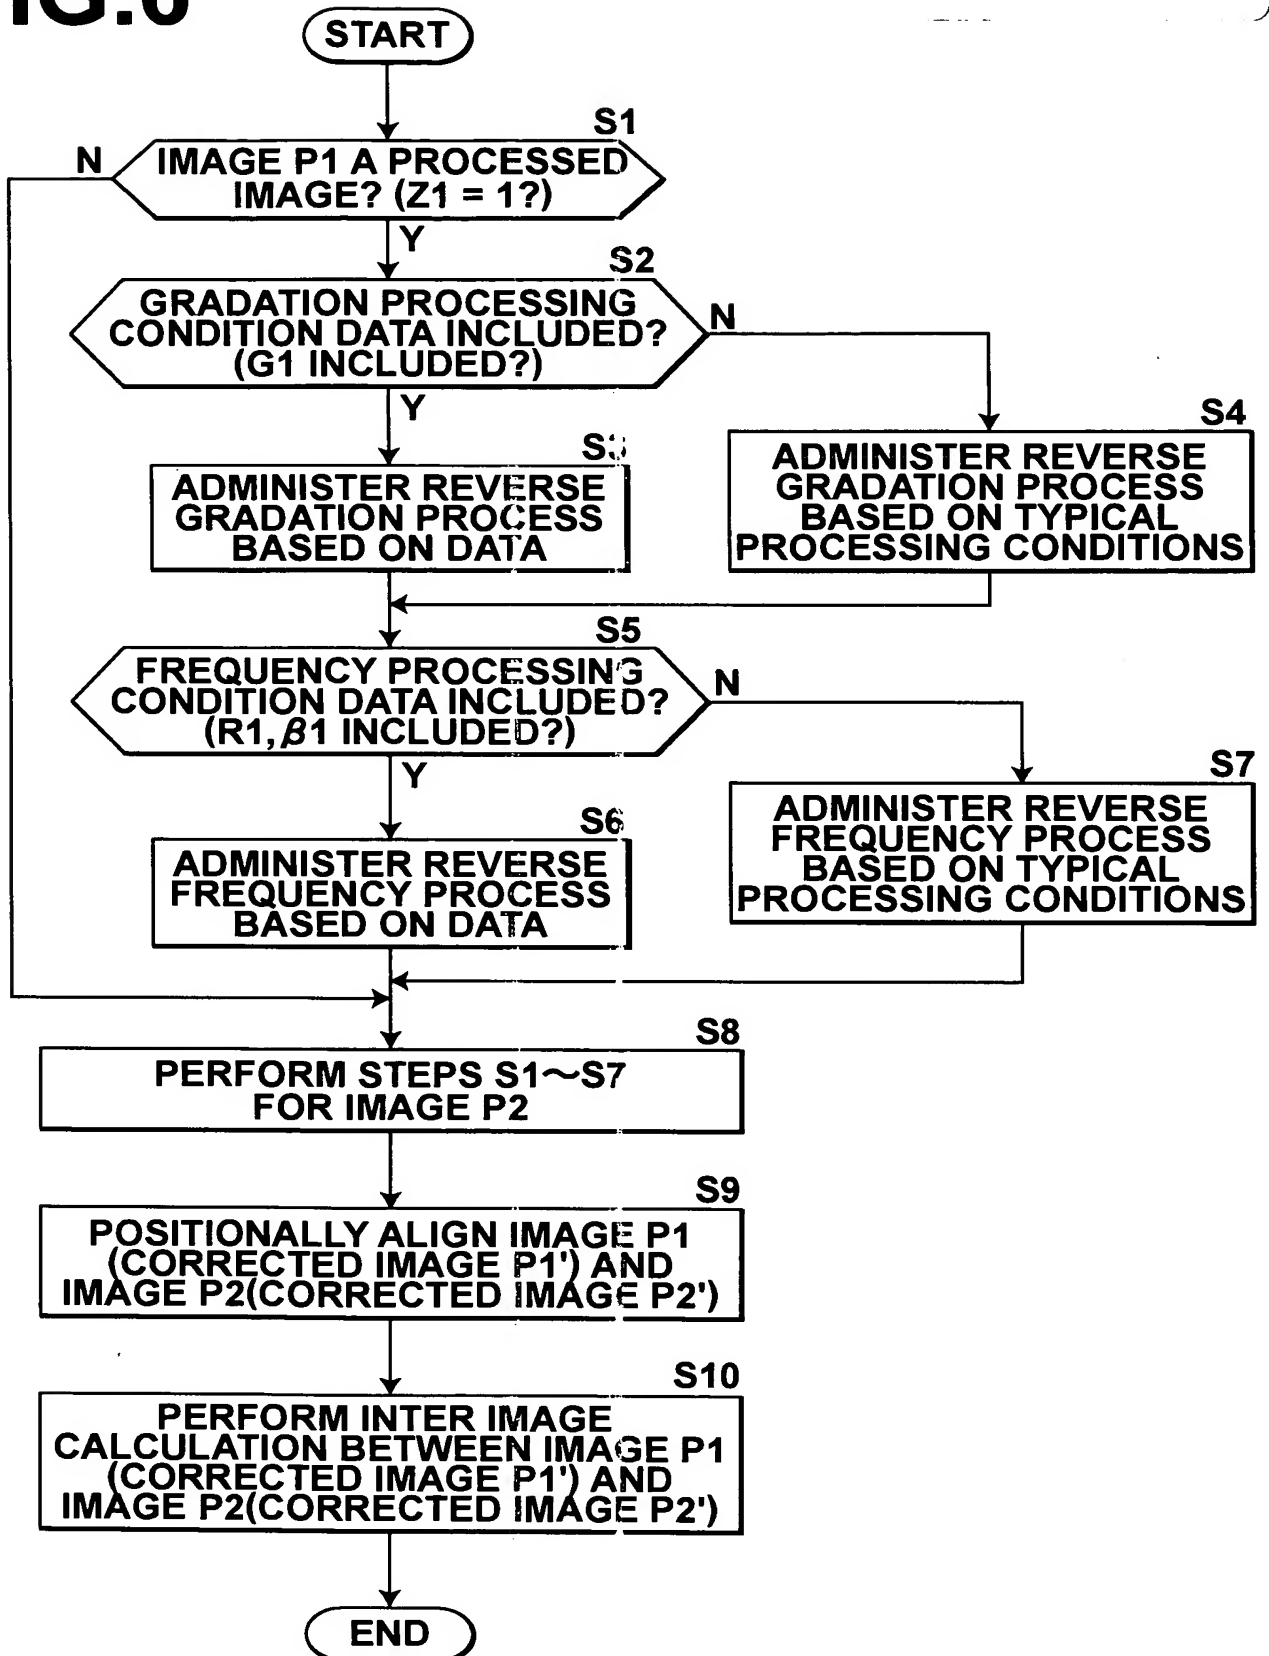 START
S1
N
IMAGE P1 A PROCESSED
IMAGE? (Z1 = 1?)
Y
S2
GRADATION PROCESSING
CONDITION DATA INCLUDED?
(G1 INCLUDED?)
N
Y
S3
ADMINISTER REVERSE
GRADATION PROCESS
BASED ON DATA
S4
ADMINISTER REVERSE
GRADATION PROCESS
BASED ON TYPICAL
PROCESSING CONDITIONS
S5
FREQUENCY PROCESSING
CONDITION DATA INCLUDED?
(R1,β1 INCLUDED?)
N
Y
S6
ADMINISTER REVERSE
FREQUENCY PROCESS
BASED ON DATA
S7
ADMINISTER REVERSE
FREQUENCY PROCESS
BASED ON TYPICAL
PROCESSING CONDITIONS
S8
PERFORM STEPS S1~S7
FOR IMAGE P2
S9
POSITIONALLY ALIGN IMAGE P1
(CORRECTED IMAGE P1') AND
IMAGE P2(CORRECTED IMAGE P2')
S10
PERFORM INTER IMAGE
CALCULATION BETWEEN IMAGE P1
(CORRECTED IMAGE P1') AND
IMAGE P2(CORRECTED IMAGE P2')
END